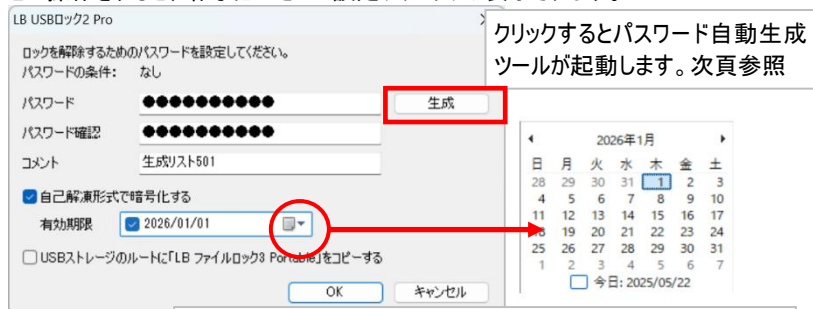 LB USBロック2 Pro
クリックするとパスワード自動生成
ツールが起動します。次頁参照
ロックを解除するためのパスワードを設定してください。
パスワードの条件: なし
パスワード ●●●●●●●●●● 生成
パスワード確認 ●●●●●●●●●●
コメント 生成リスト501
自己解凍形式で暗号化する
有効期限 2026/01/01
USBストレージのルートに「LB ファイルロック3 Portable」をコピーする
OK キャンセル
2026年1月
日 月 火 水 木 金 土
28 29 30 31 1 2 3
4 5 6 7 8 9 10
11 12 13 14 15 16 17
18 19 20 21 22 23 24
25 26 27 28 29 30 31
1 2 3 4 5 6 7
今日: 2025/05/22